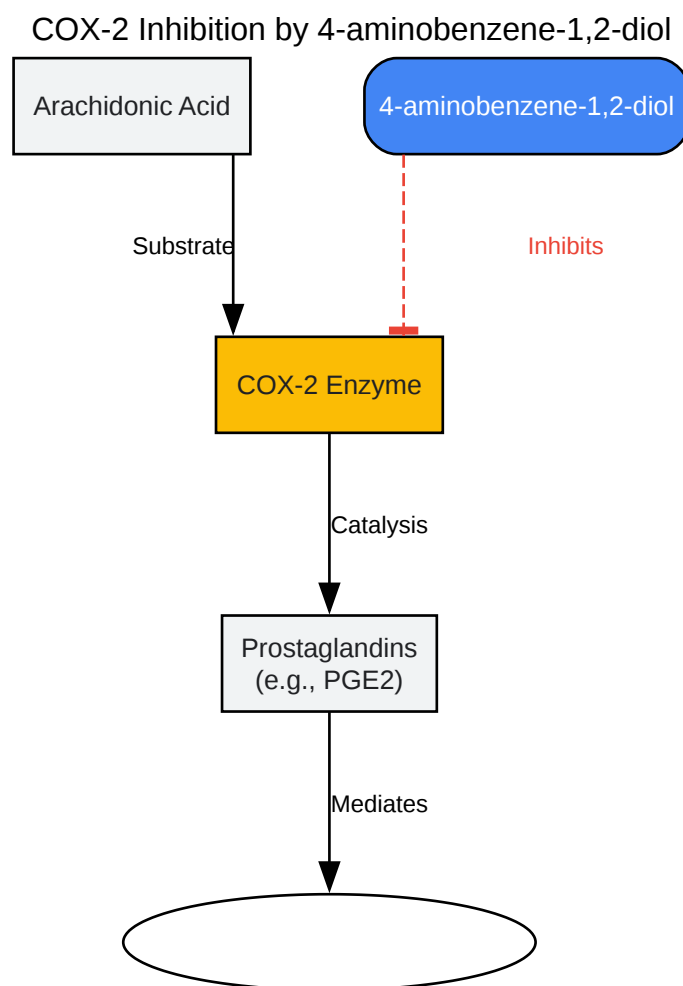 COX-2 Inhibition by 4-aminobenzene-1,2-diol
Arachidonic Acid
4-aminobenzene-1,2-diol
Substrate
Inhibits
COX-2 Enzyme
Catalysis
Prostaglandins
(e.g., PGE2)
Mediates